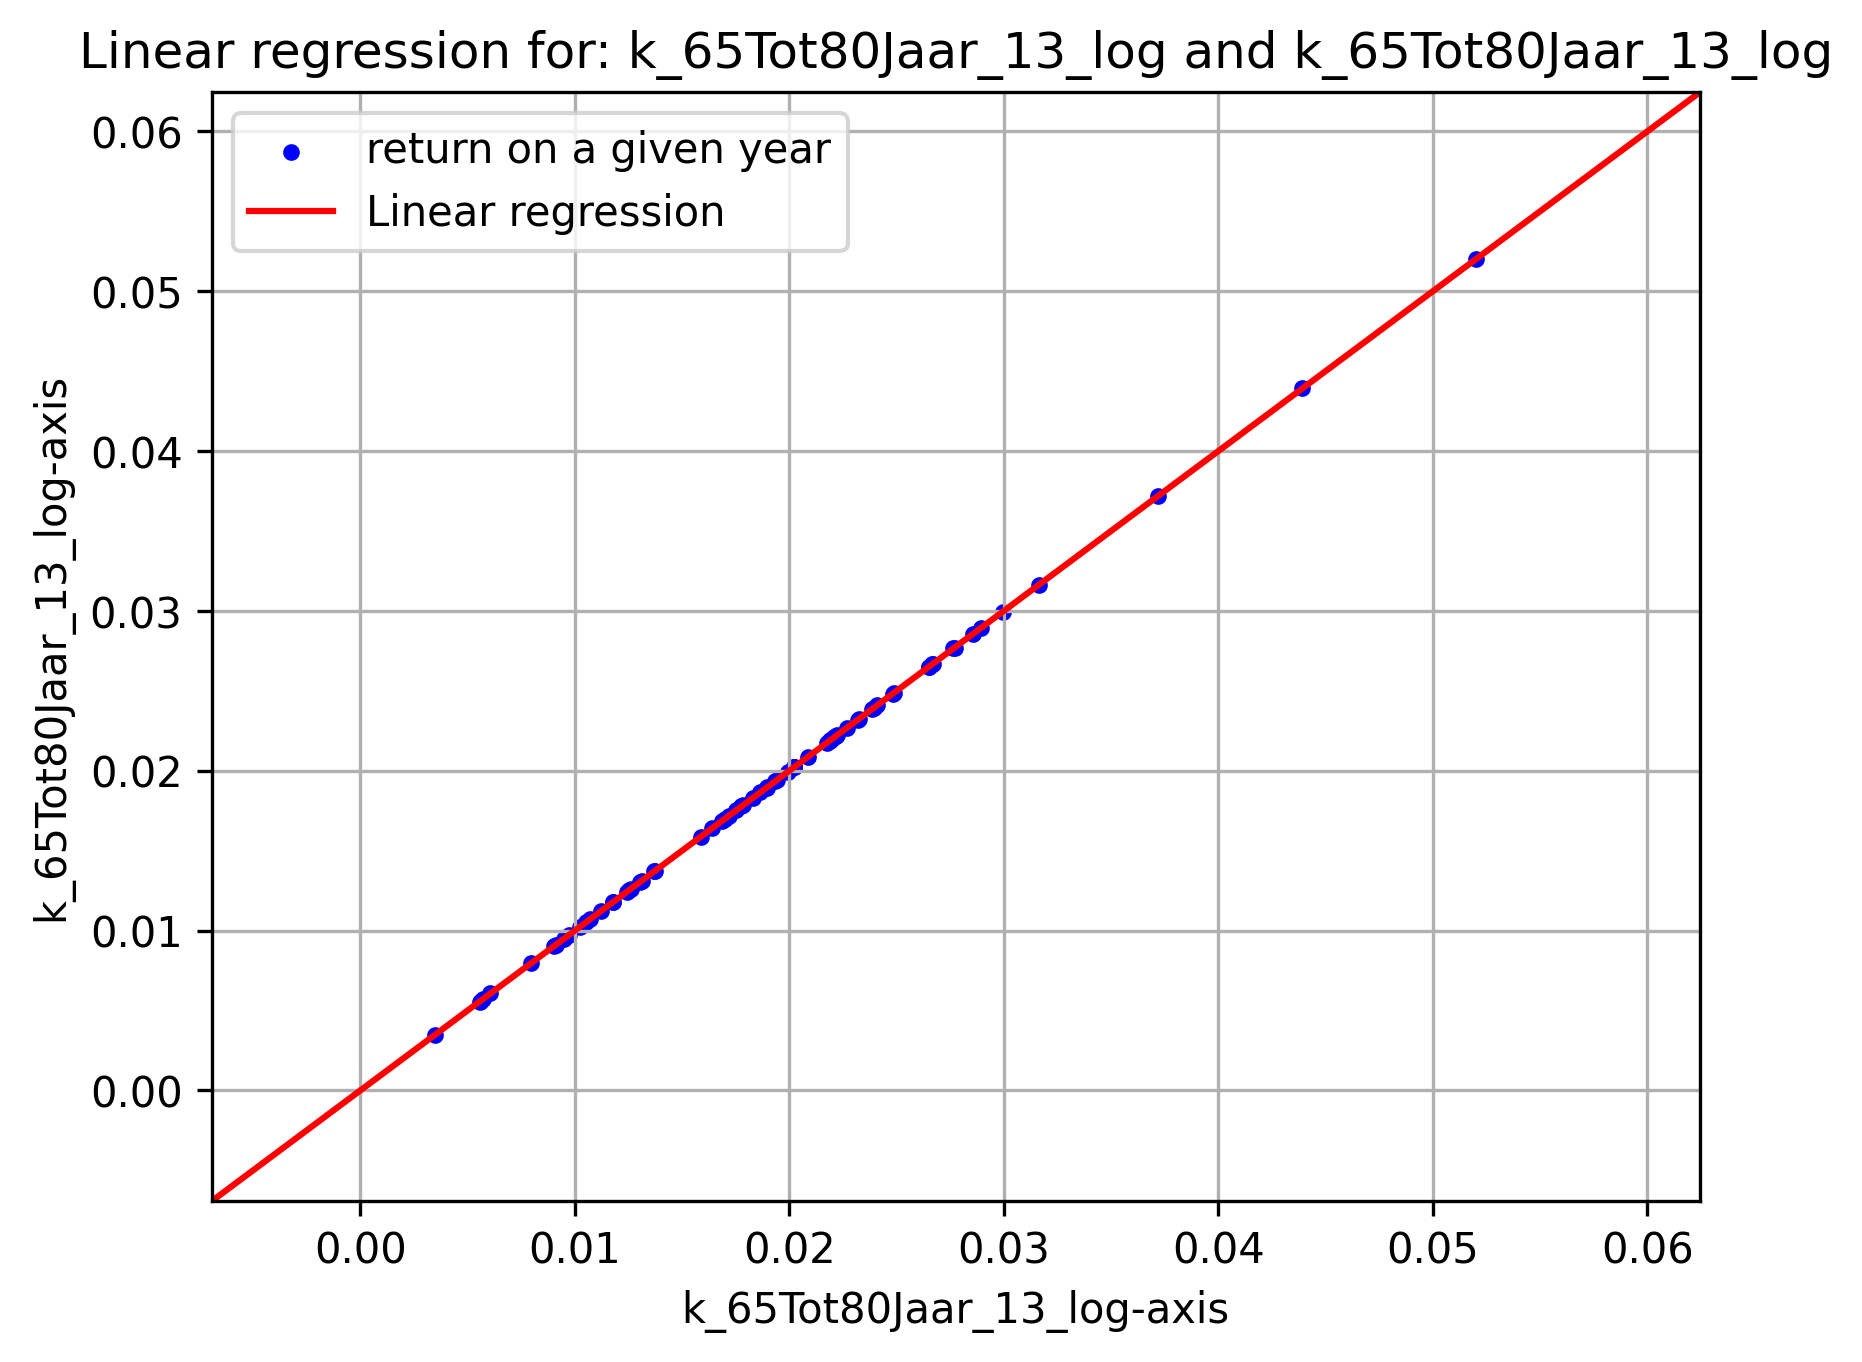 Linear regression for: k_65Tot80Jaar_13_log and k_65Tot80Jaar_13_log
return on a given year
Linear regression
0.06
0.05
0.04
0.03
0.02
0.01
0.00
k_65Tot80Jaar_13_log-axis
0.00 0.01 0.02 0.03 0.04 0.05 0.06
k_65Tot80Jaar_13_log-axis